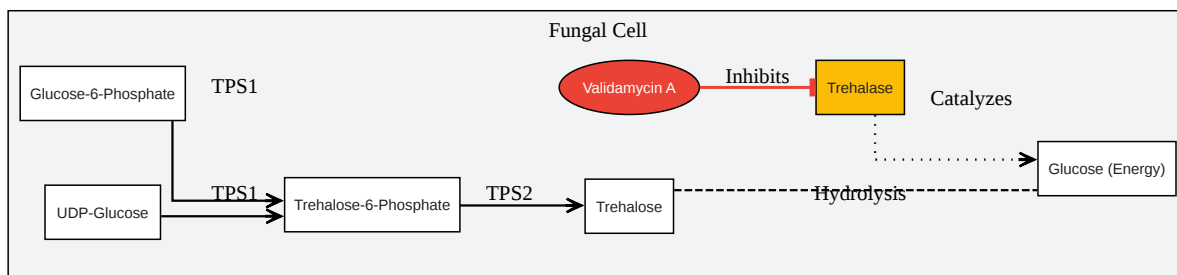 Fungal Cell
Glucose-6-Phosphate
TPS1
Validamycin A
Inhibits
Trehalase
Catalyzes
Glucose (Energy)
UDP-Glucose
TPS1
Trehalose-6-Phosphate
TPS2
Trehalose
Hydrolysis